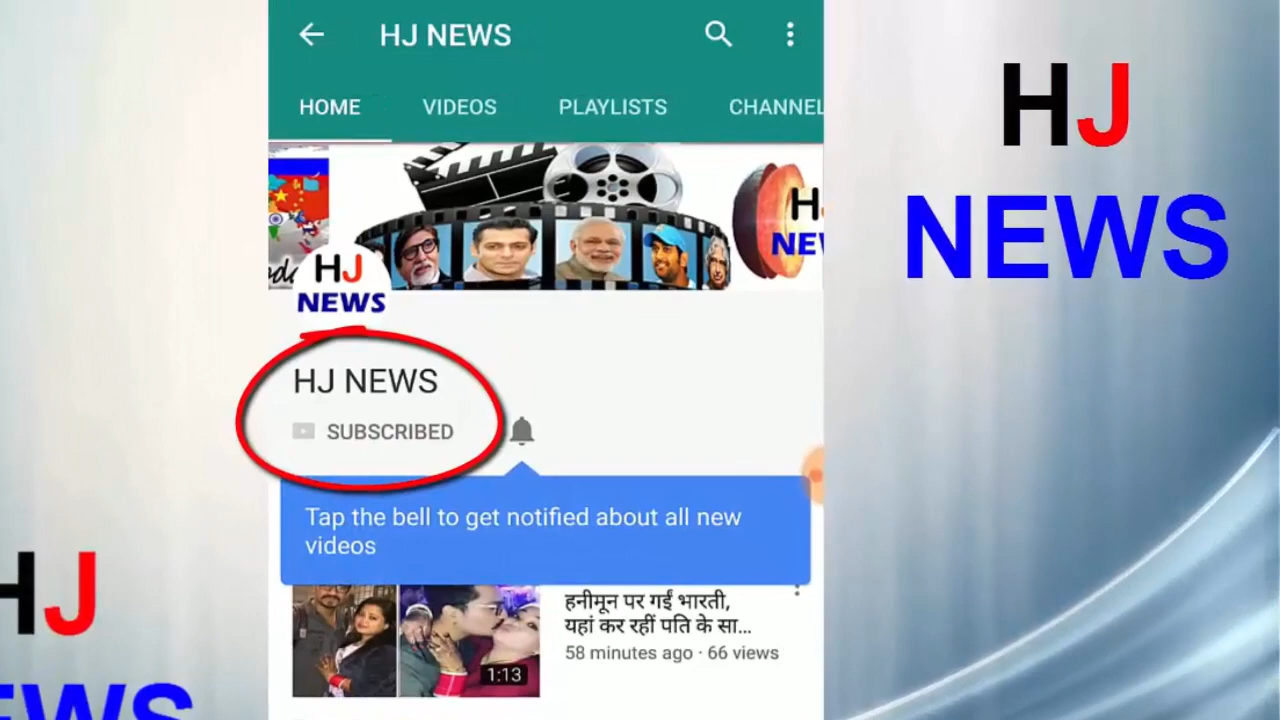 HJ NEWS
HOME VIDEOS PLAYLISTS CHANNEL
HJ
NEWS
HJ
NEWS
HJ NEWS
SUBSCRIBED
Tap the bell to get notified about all new
videos
हनीमून पर गईं भारती,
यहां कर रहीं पति के सा...
58 minutes ago · 66 views
1:13
HJ
NEWS